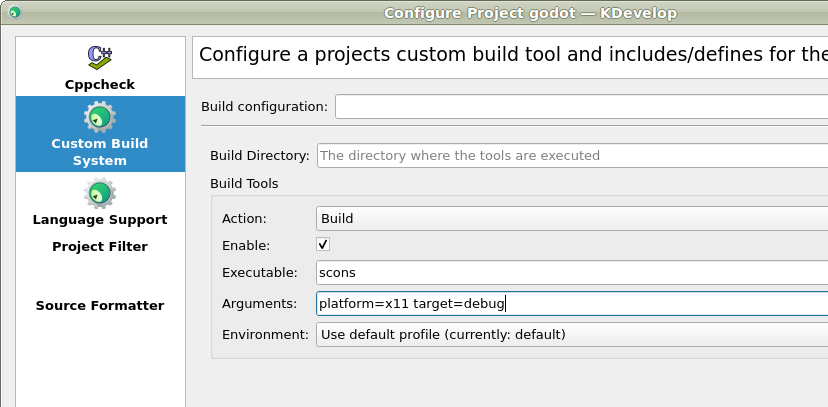 Configure Project godot — KDevelop
Cppcheck
Custom Build
System
Language Support
Project Filter
Source Formatter
Configure a projects custom build tool and includes/defines for the
Build configuration:
Build Directory: The directory where the tools are executed
Build Tools
Action: Build
Enable:
Executable: scons
Arguments: platform=x11 target=debug
Environment: Use default profile (currently: default)